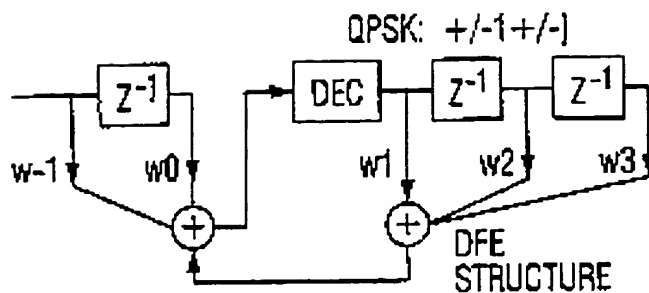 QPSK: +/-1+/-j
Z⁻¹
DEC
Z⁻¹
Z⁻¹
w-1
w0
w1
w2
w3
+
+
DFE
STRUCTURE